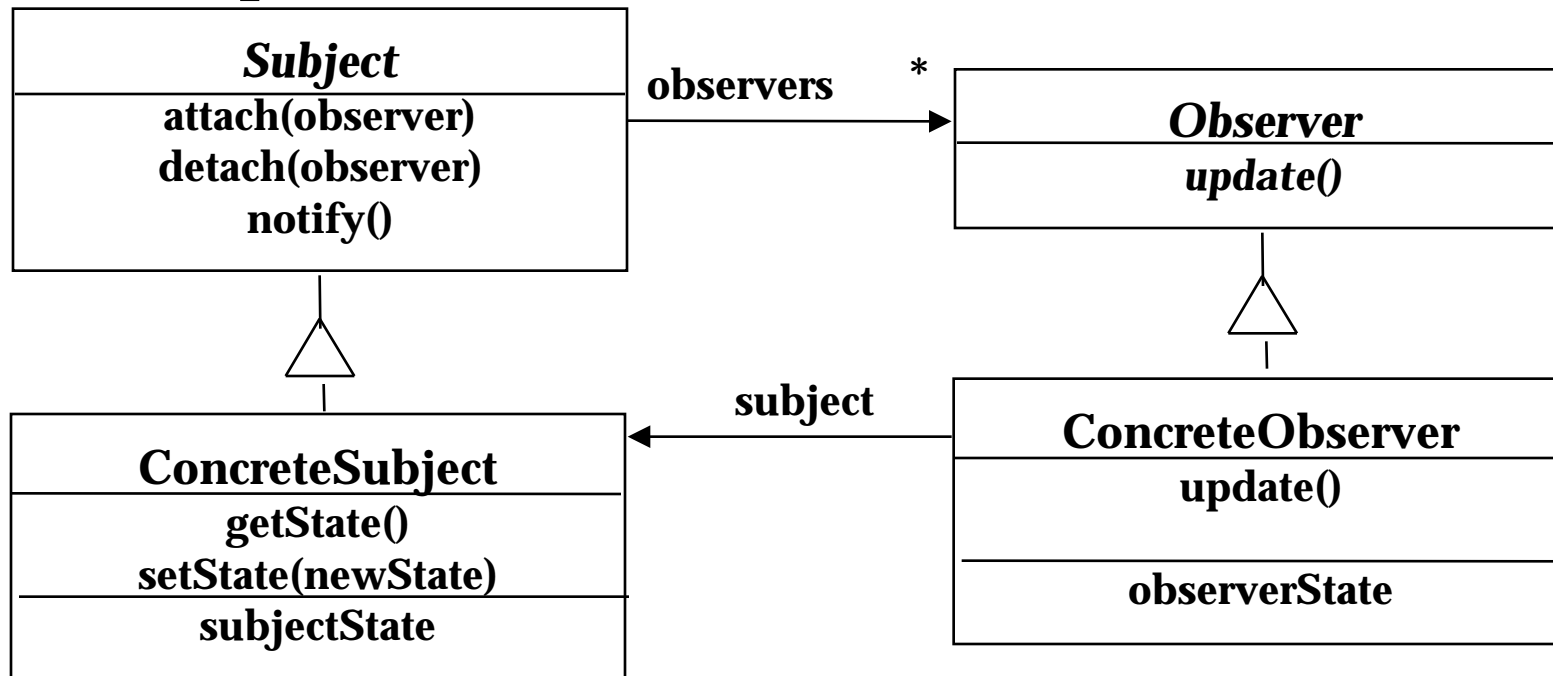 Subject
attach(observer)
detach(observer)
notify()
observers
*
Observer
update()
ConcreteSubject
getState()
setState(newState)
subjectState
subject
ConcreteObserver
update()
observerState